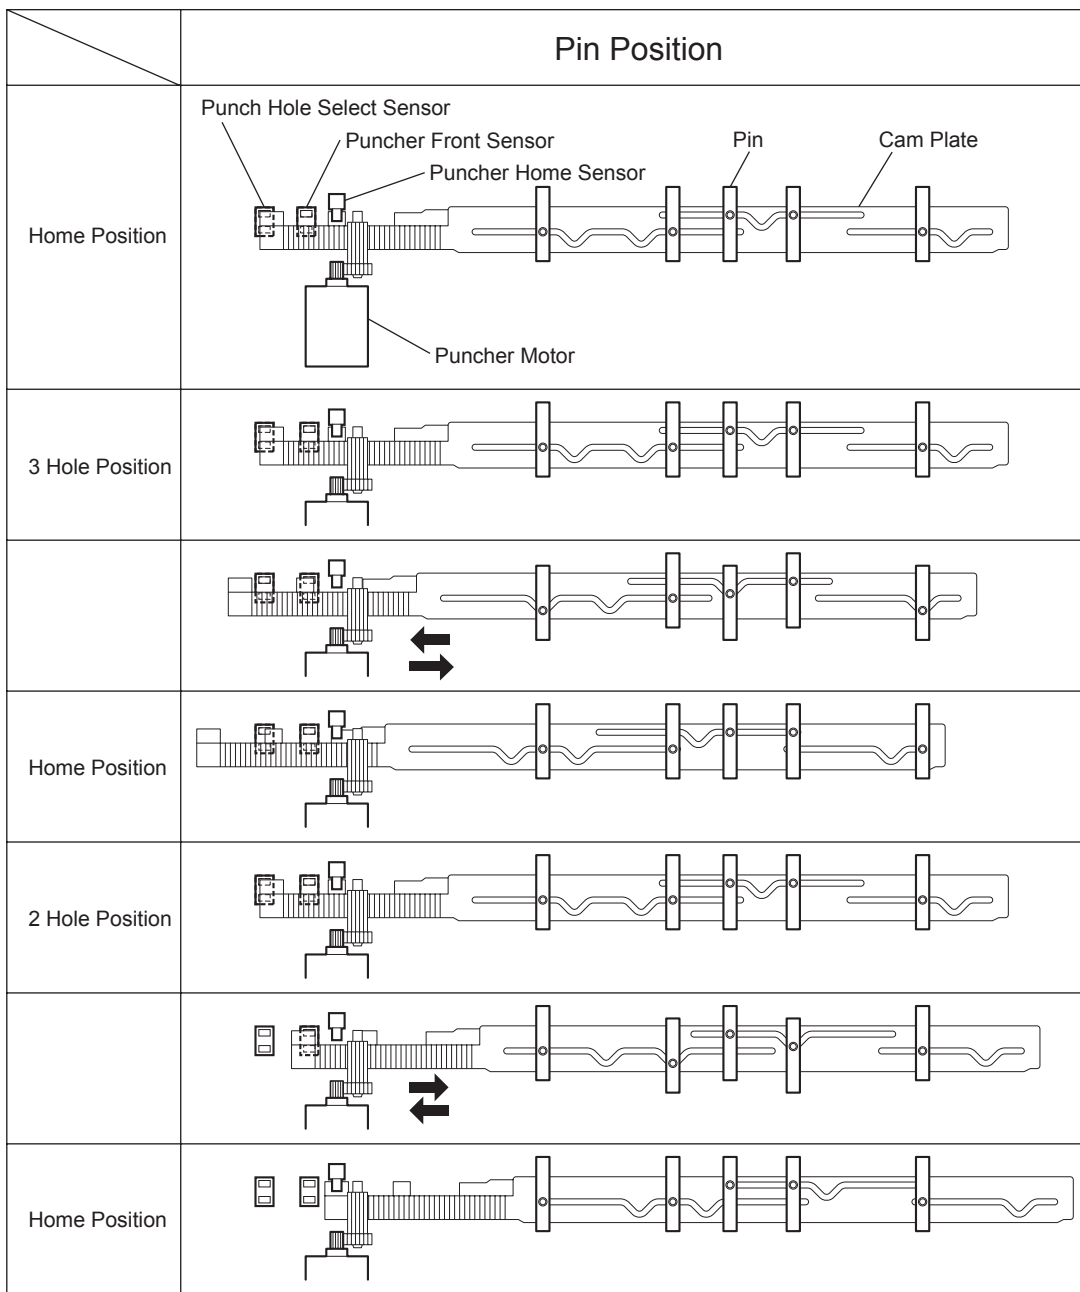 Pin Position
Punch Hole Select Sensor
Puncher Front Sensor
Pin
Cam Plate
Puncher Home Sensor
Home Position
Puncher Motor
3 Hole Position
Home Position
2 Hole Position
Home Position